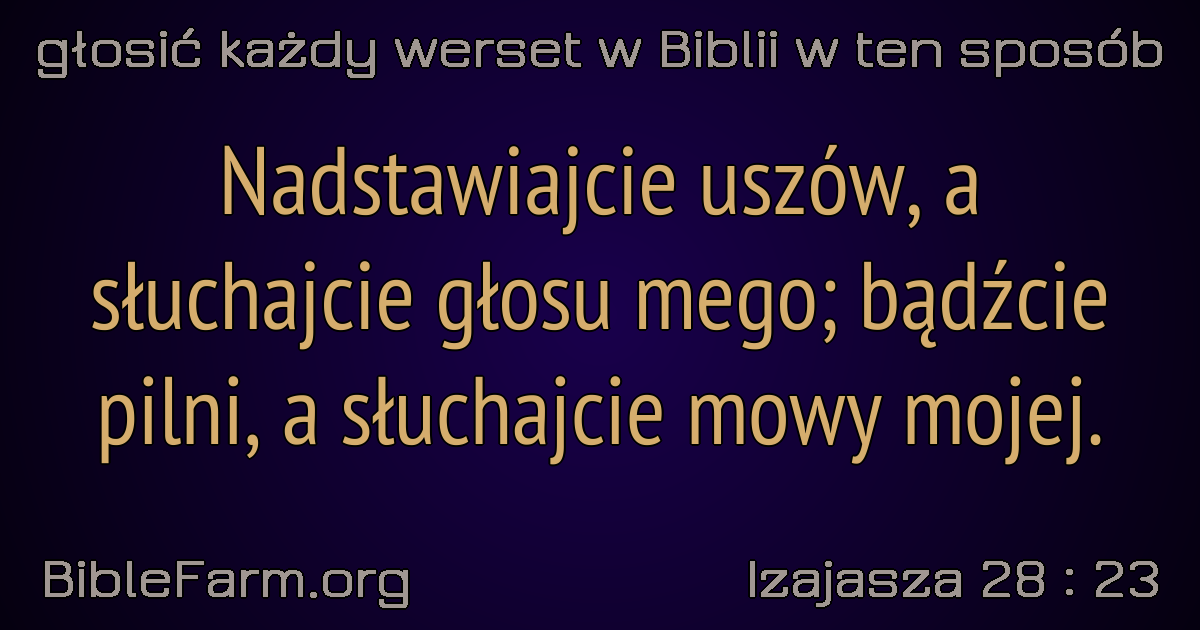 głosić każdy werset w Biblii w ten sposób
Nadstawiajcie uszów, a
słuchajcie głosu mego; bądźcie
pilni, a słuchajcie mowy mojej.
BibleFarm.org
Izajasza 28 : 23